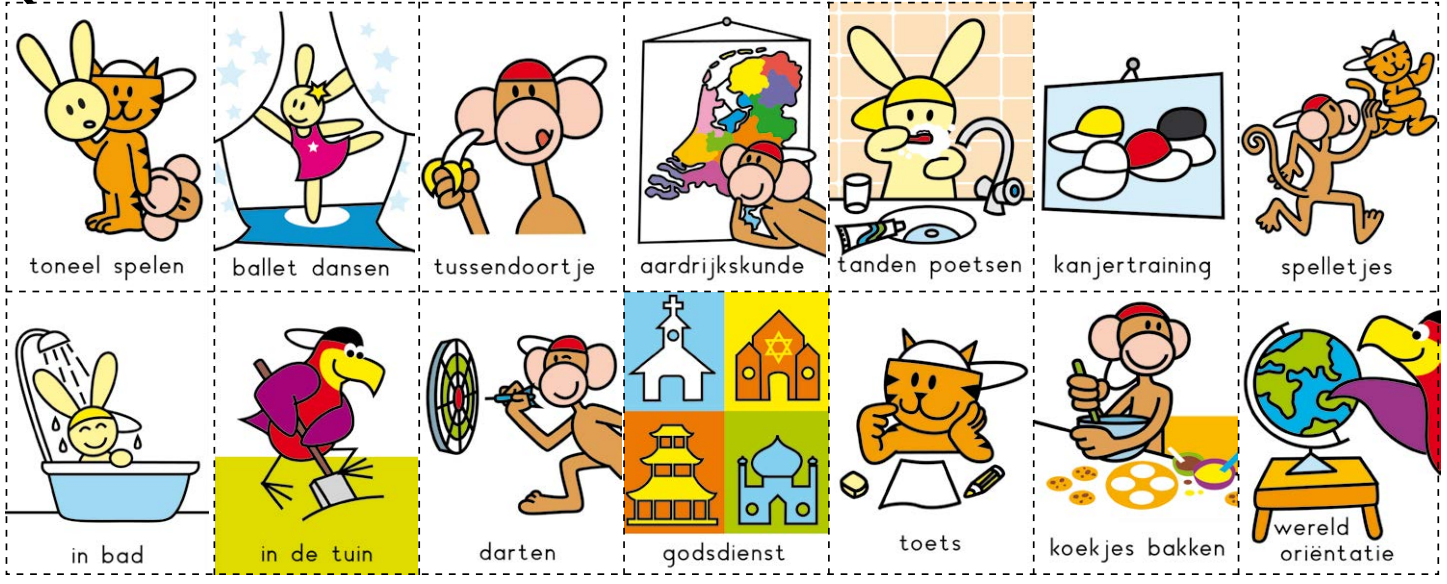 toneel spelen
ballet dansen
tussendoortje
aardrijkskunde
tanden poetsen
kanjertraining
spelletjes
in bad
in de tuin
darten
godsdienst
toets
koekjes bakken
wereld
oriëntatie